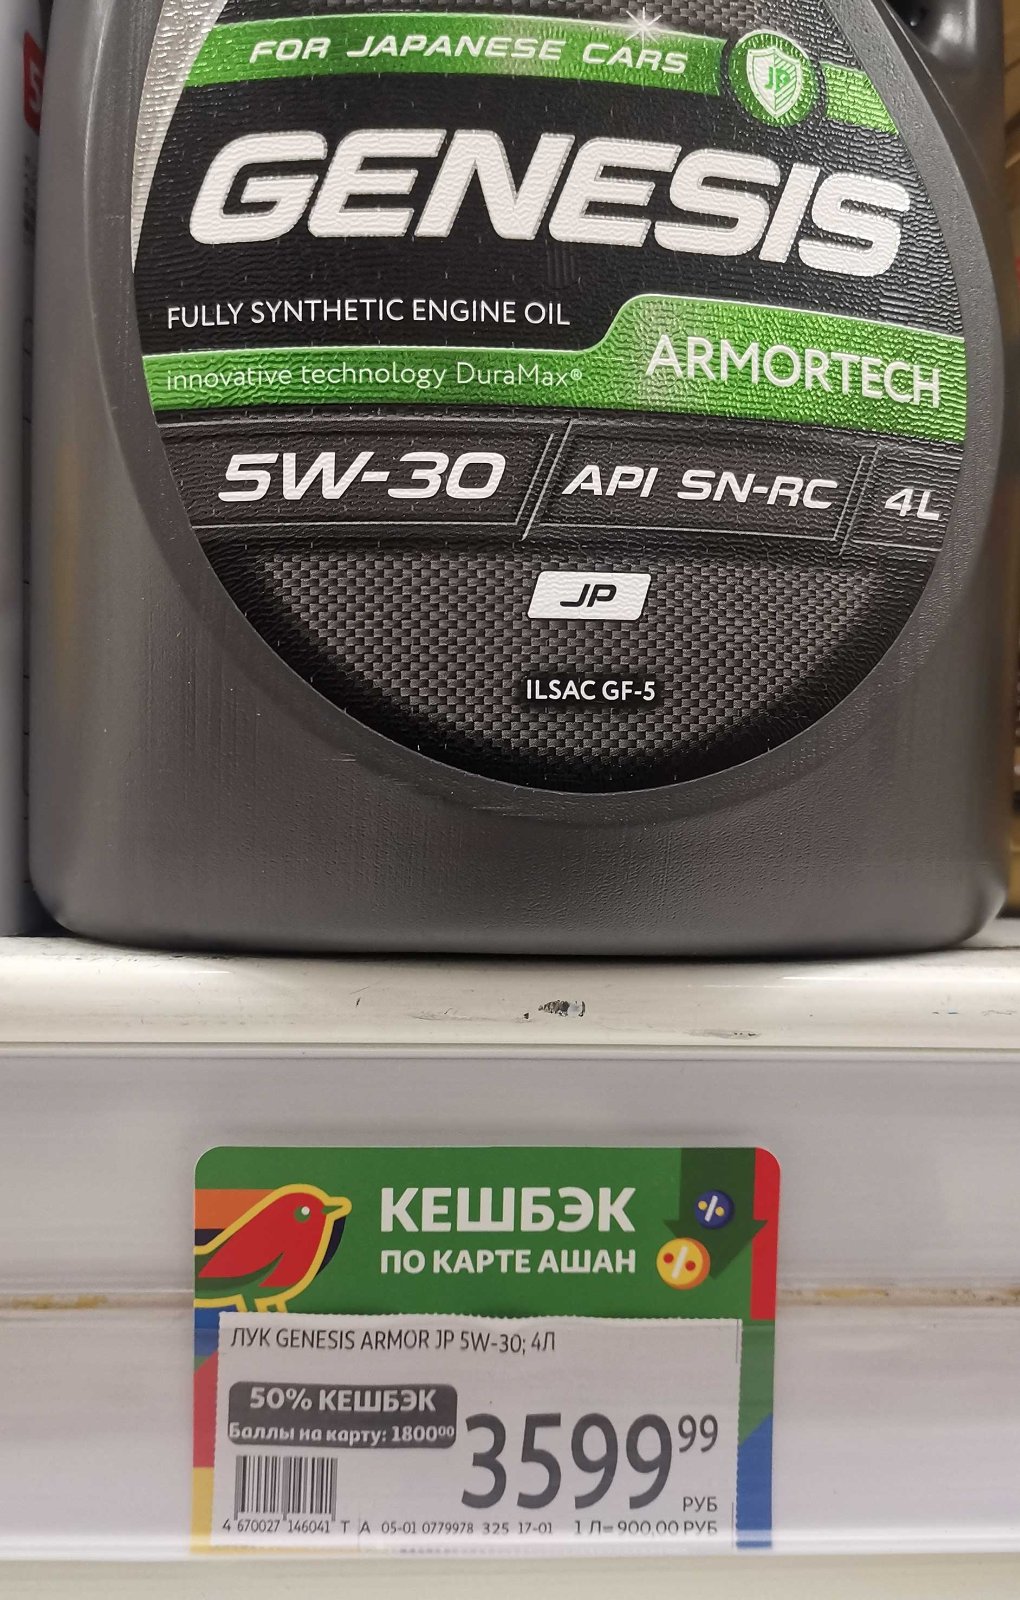 FOR JAPANESE CARS
JP
GENESIS
FULLY SYNTHETIC ENGINE OIL
innovative technology DuraMax®
ARMORTECH
5W-30
API SN-RC
4L
JP
ILSAC GF-5
КЕШБЭК
ПО КАРТЕ АШАН
ЛУК GENESIS ARMOR JP 5W-30; 4Л
50% КЕШБЭК
Баллы на карту: 1800⁰⁰
3599⁹⁹
РУБ
4 670027 146041 T A 05-01 0779978 325 17-01 1 Л= 900,00 РУБ